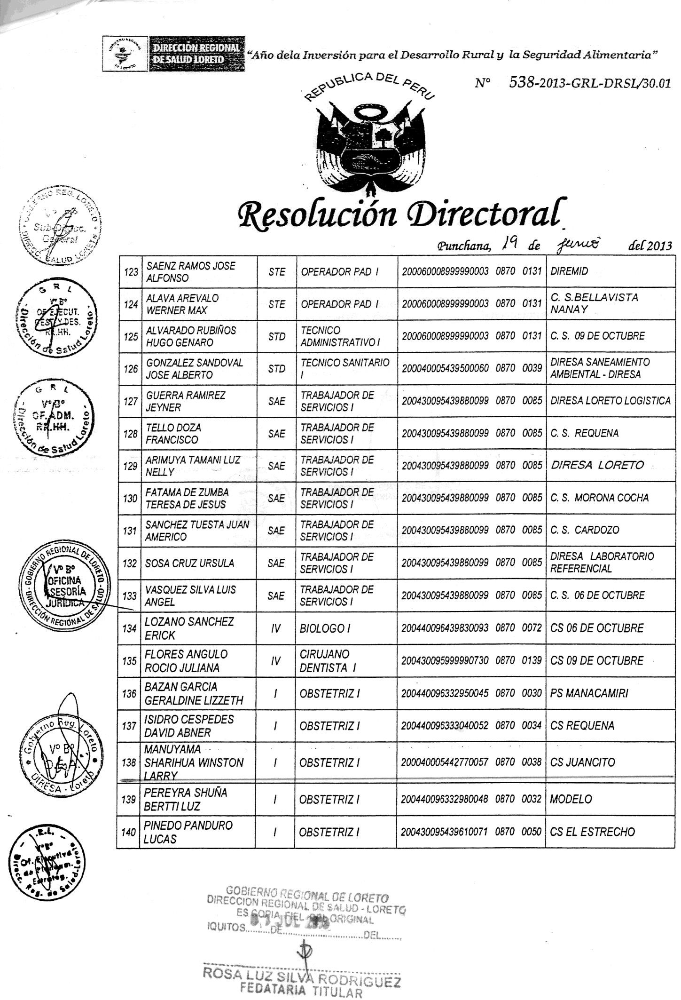 DIRECCIÓN REGIONAL
DE SALUD LORETO
"Año dela Inversión para el Desarrollo Rural y la Seguridad Alimentaria"
N° 538-2013-GRL-DRSL/30.01
REPUBLICA DEL PERU
Resolución Directoral
Punchana, 19 de junio del 2013
123 SAENZ RAMOS JOSE ALFONSO STE OPERADOR PAD I 200060008999990003 0870 0131 DIREMID
124 ALAVA AREVALO WERNER MAX STE OPERADOR PAD I 200060008999990003 0870 0131 C. S.BELLAVISTA NANAY
125 ALVARADO RUBIÑOS HUGO GENARO STD TECNICO ADMINISTRATIVO I 200060008999990003 0870 0131 C. S. 09 DE OCTUBRE
126 GONZALEZ SANDOVAL JOSE ALBERTO STD TECNICO SANITARIO I 200040005439500060 0870 0039 DIRESA SANEAMIENTO AMBIENTAL - DIRESA
127 GUERRA RAMIREZ JEYNER SAE TRABAJADOR DE SERVICIOS I 200430095439880099 0870 0085 DIRESA LORETO LOGISTICA
128 TELLO DOZA FRANCISCO SAE TRABAJADOR DE SERVICIOS I 200430095439880099 0870 0085 C. S. REQUENA
129 ARIMUYA TAMANI LUZ NELLY SAE TRABAJADOR DE SERVICIOS I 200430095439880099 0870 0085 DIRESA LORETO
130 FATAMA DE ZUMBA TERESA DE JESUS SAE TRABAJADOR DE SERVICIOS I 200430095439880099 0870 0085 C. S. MORONA COCHA
131 SANCHEZ TUESTA JUAN AMERICO SAE TRABAJADOR DE SERVICIOS I 200430095439880099 0870 0085 C. S. CARDOZO
132 SOSA CRUZ URSULA SAE TRABAJADOR DE SERVICIOS I 200430095439880099 0870 0085 DIRESA LABORATORIO REFERENCIAL
133 VASQUEZ SILVA LUIS ANGEL SAE TRABAJADOR DE SERVICIOS I 200430095439880099 0870 0085 C. S. 06 DE OCTUBRE
134 LOZANO SANCHEZ ERICK IV BIOLOGO I 200440096439830093 0870 0072 CS 06 DE OCTUBRE
135 FLORES ANGULO ROCIO JULIANA IV CIRUJANO DENTISTA I 200430095999990730 0870 0139 CS 09 DE OCTUBRE
136 BAZAN GARCIA GERALDINE LIZZETH I OBSTETRIZ I 200440096332950045 0870 0030 PS MANACAMIRI
137 ISIDRO CESPEDES DAVID ABNER I OBSTETRIZ I 200440096333040052 0870 0034 CS REQUENA
138 MANUYAMA SHARIHUA WINSTON LARRY I OBSTETRIZ I 200040005442770057 0870 0038 CS JUANCITO
139 PEREYRA SHUÑA BERTTI LUZ I OBSTETRIZ I 200440096332980048 0870 0032 MODELO
140 PINEDO PANDURO LUCAS I OBSTETRIZ I 200430095439610071 0870 0050 CS EL ESTRECHO
GOBIERNO REG. LORETO
V° B°
Sub-Direcc.
General
DIRECC. SALUD LORETO
G R L
V° B°
OF EJECUT.
GEST. Y DES.
RR.HH.
- Dirección de Salud Loreto -
G R L
V° B°
OF. ADM.
RR.HH.
- Dirección de Salud Loreto -
GOBIERNO REGIONAL DE LORETO
V° B°
OFICINA
ASESORÍA
JURÍDICA
DIRECCIÓN REGIONAL DE SALUD
Gobierno Reg. Loreto
V° B°
DIRESA - Loreto
V° B°
Of. Ejecutiva
de Planeam.
Estrateg.
Direcc. Reg. de Salud-Loreto
GOBIERNO REGIONAL DE LORETO
DIRECCION REGIONAL DE SALUD - LORETO
ES COPIA FIEL DEL ORIGINAL
IQUITOS..........DE..............................DEL........
JUL
ROSA LUZ SILVA RODRIGUEZ
FEDATARIA TITULAR